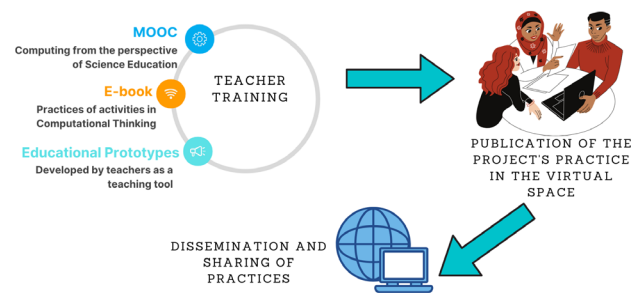 MOOC
Computing from the perspective
of Science Education
E-book
Practices of activities in
Computational Thinking
Educational Prototypes
Developed by teachers as a
teaching tool
TEACHER
TRAINING
PUBLICATION OF THE
PROJECT'S PRACTICE
IN THE VIRTUAL
SPACE
DISSEMINATION AND
SHARING OF
PRACTICES